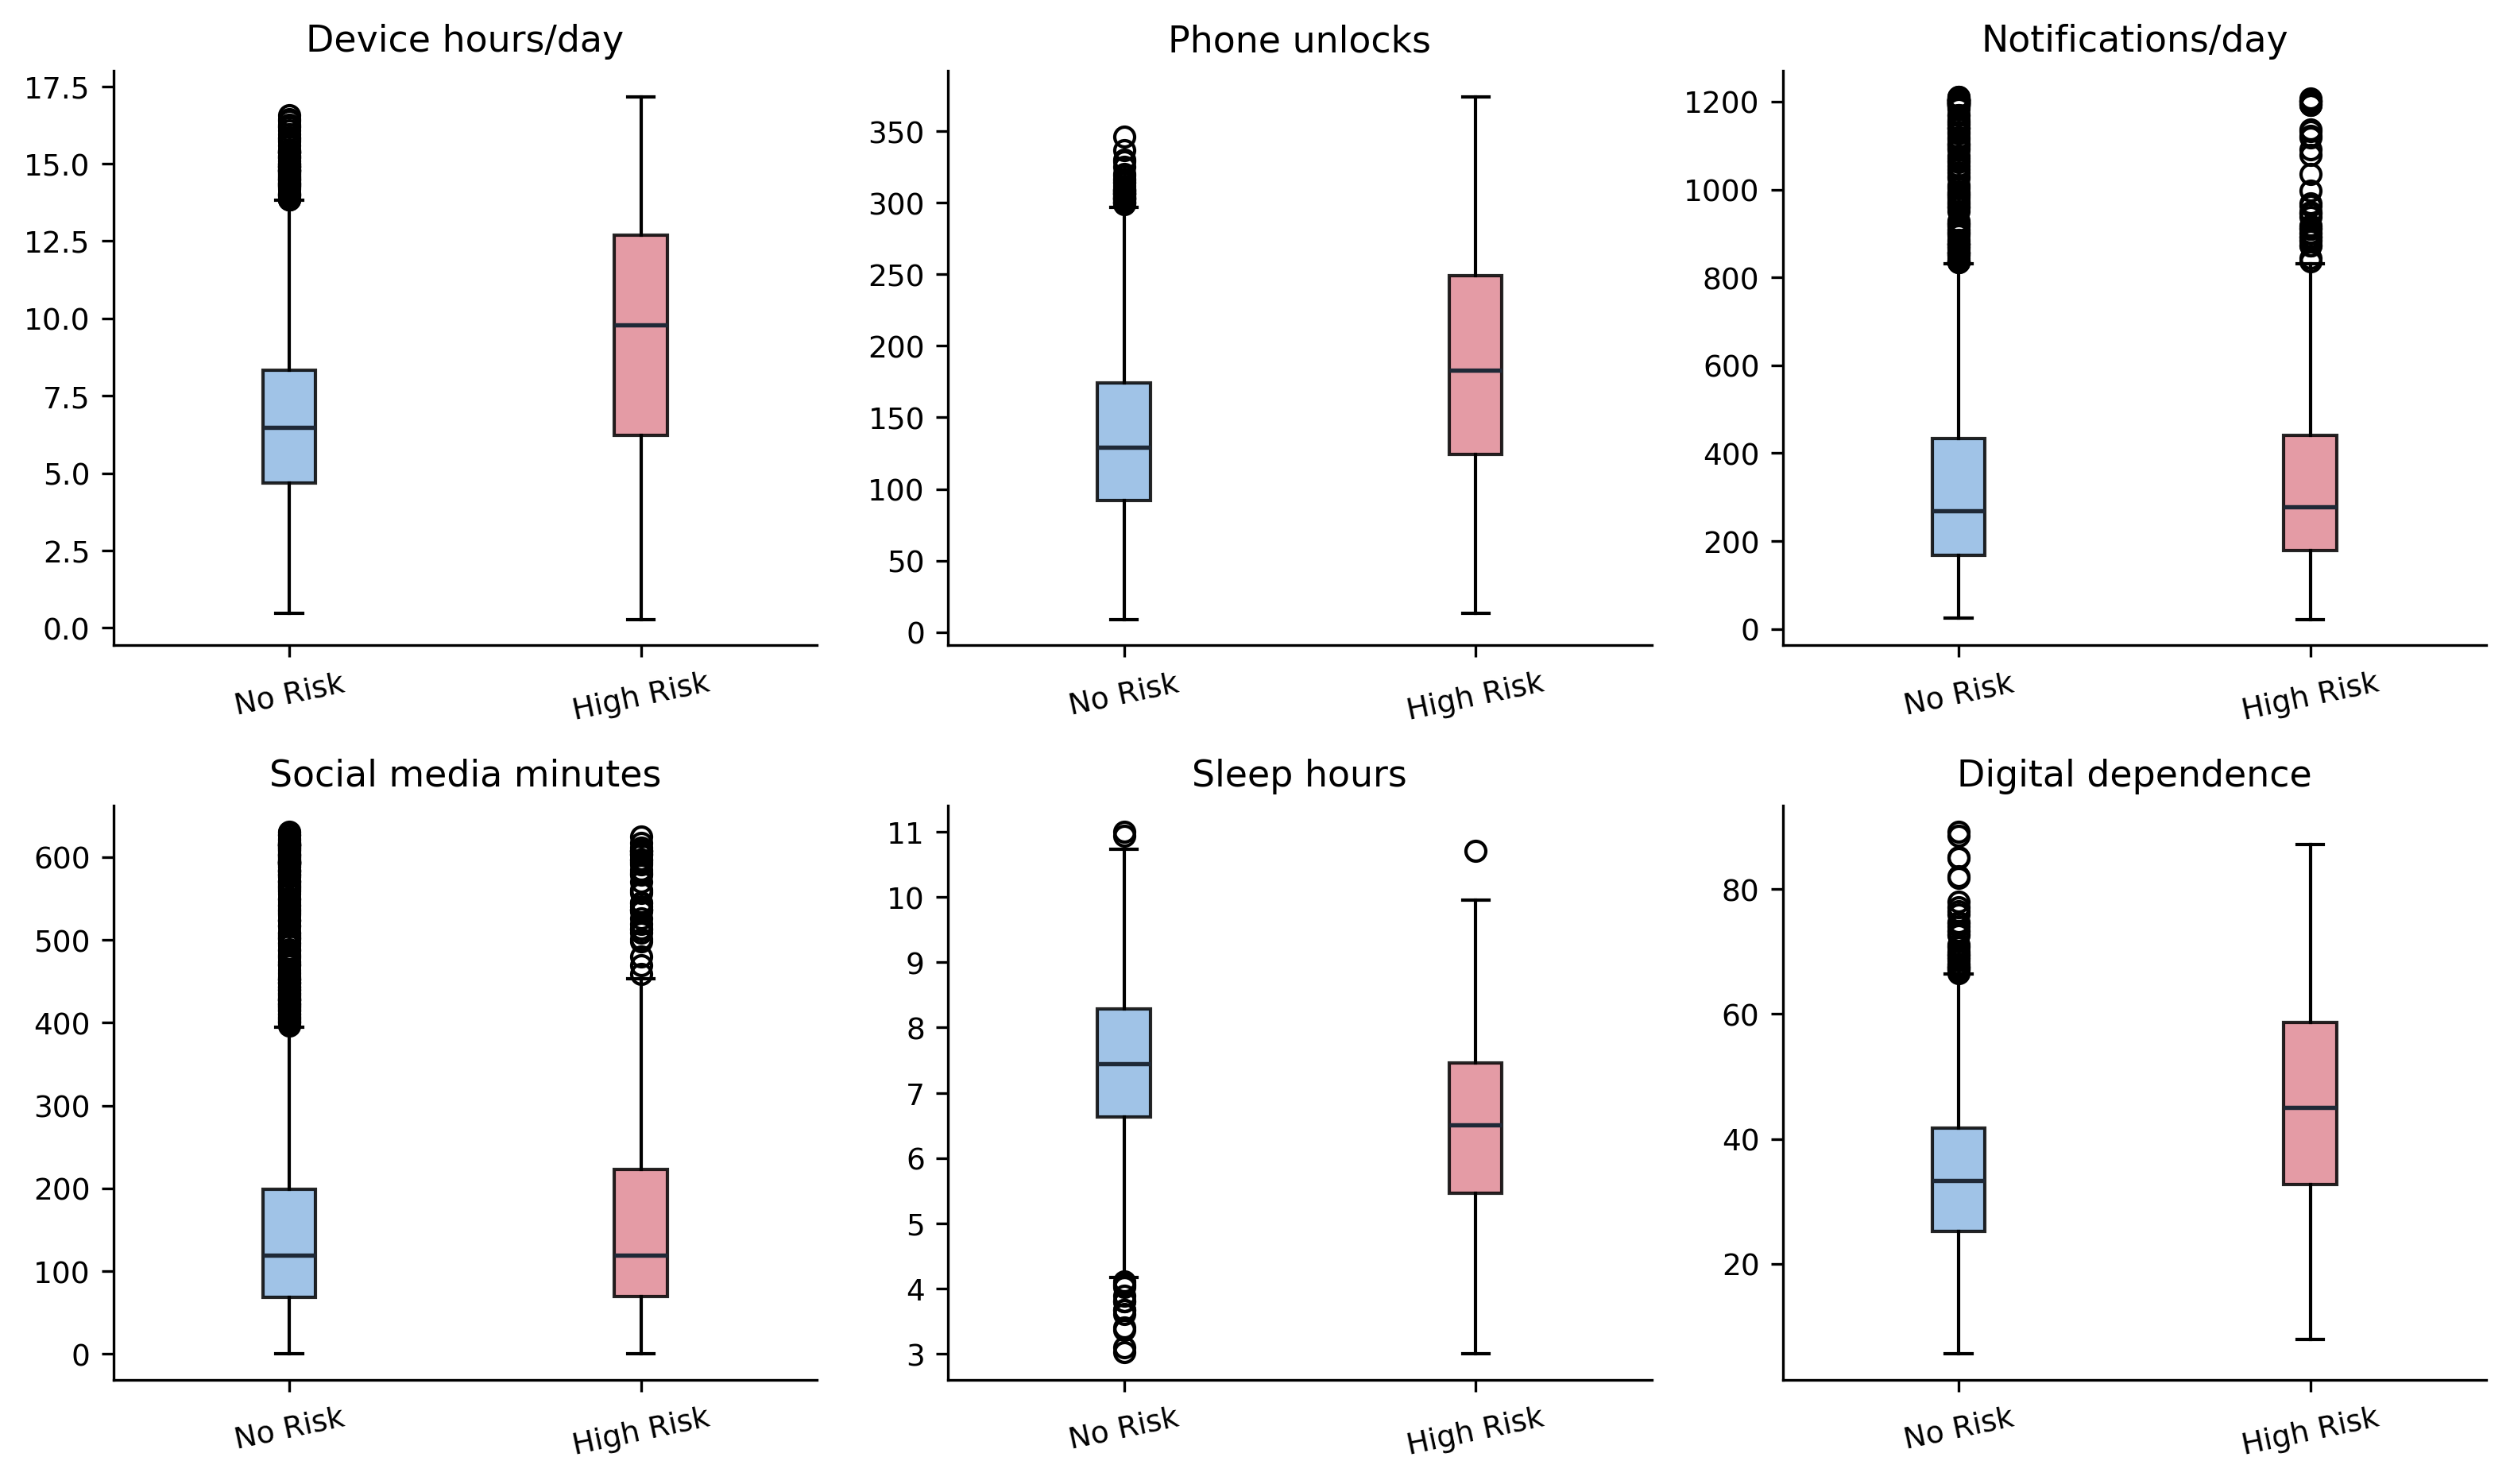 Device hours/day
17.5
15.0
12.5
10.0
7.5
5.0
2.5
0.0
No Risk
High Risk
Phone unlocks
350
300
250
200
150
100
50
0
No Risk
High Risk
Notifications/day
1200
1000
800
600
400
200
0
No Risk
High Risk
Social media minutes
600
500
400
300
200
100
0
No Risk
High Risk
Sleep hours
11
10
9
8
7
6
5
4
3
No Risk
High Risk
Digital dependence
80
60
40
20
No Risk
High Risk